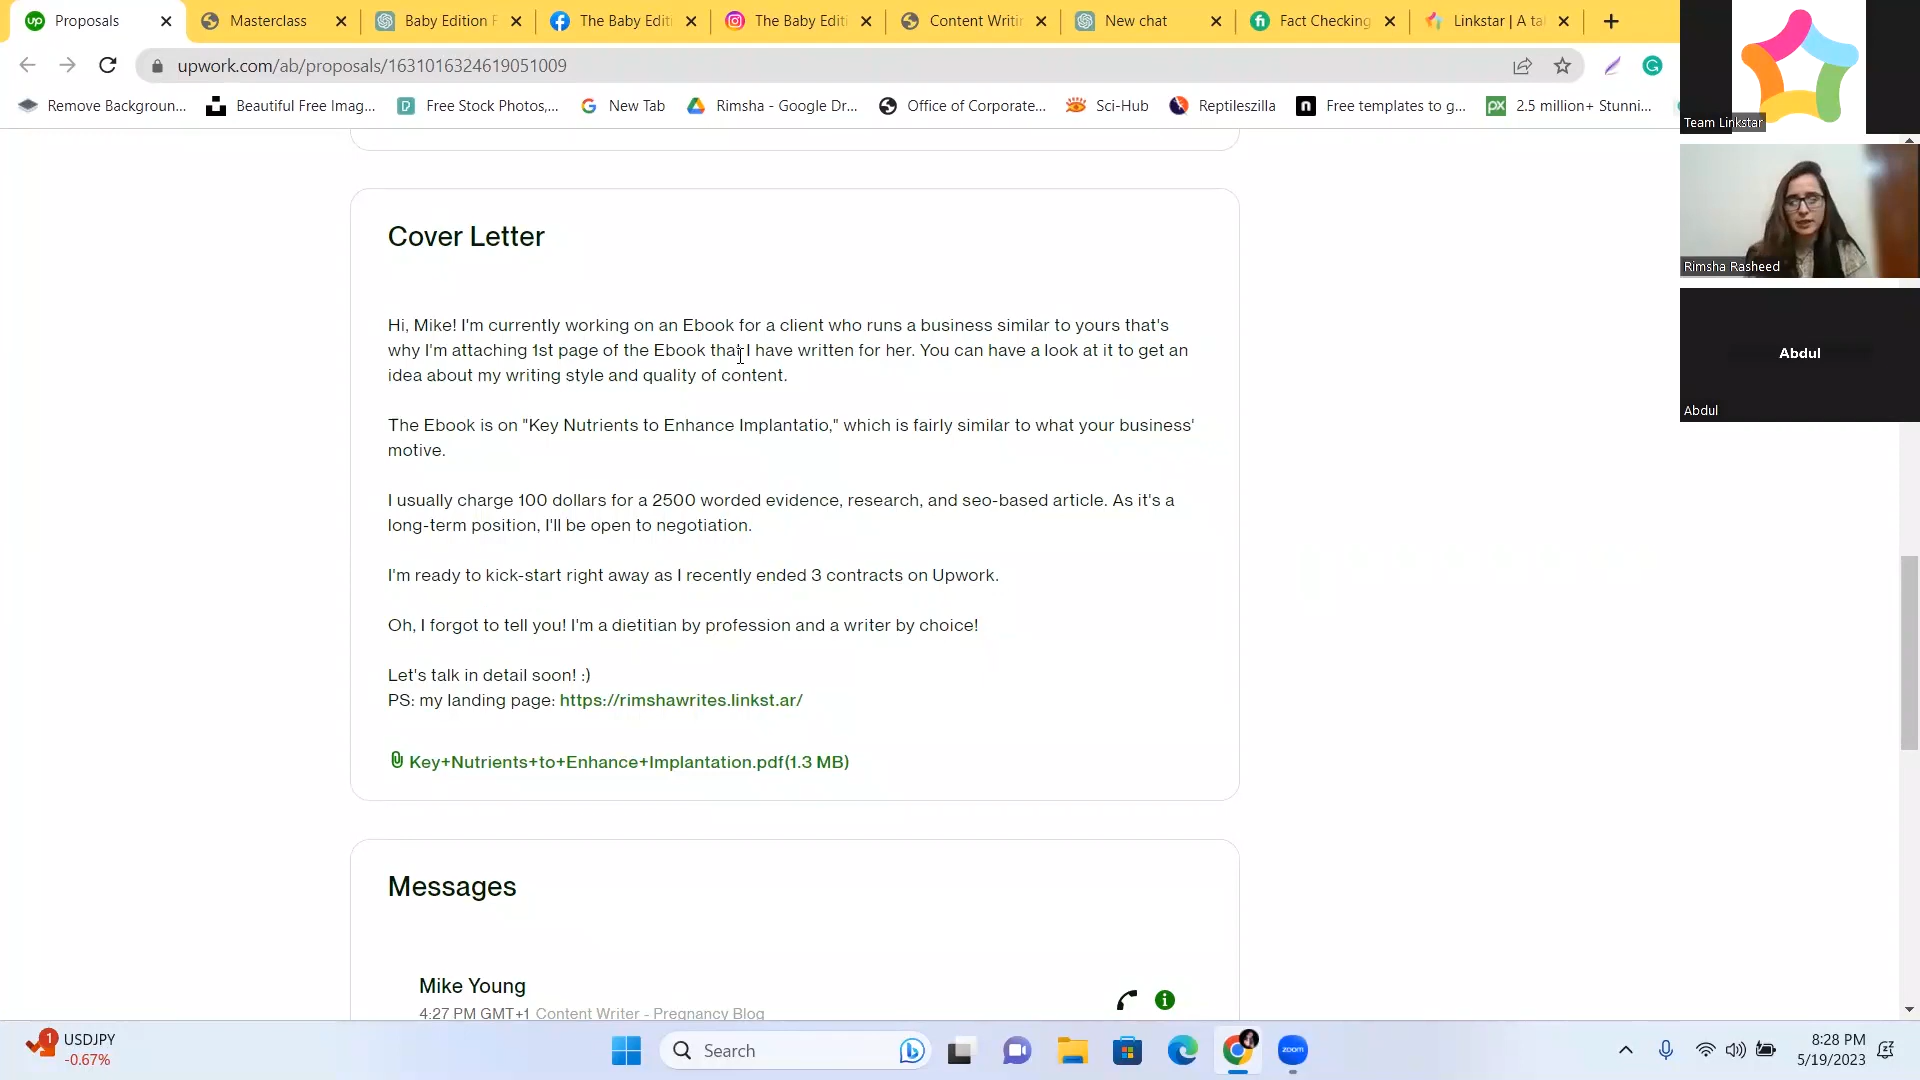 Proposals
Masterclass
Baby Edition F
The Baby Editi
The Baby Editi
Content Writin
New chat
Fact Checking
Linkstar | A tal
upwork.com/ab/proposals/1631016324619051009
Remove Backgroun...
Beautiful Free Imag...
Free Stock Photos,...
New Tab
Rimsha - Google Dr...
Office of Corporate...
Sci-Hub
Reptileszilla
Free templates to g...
2.5 million+ Stunni...
Team Linkstar
Rimsha Rasheed
Abdul
Abdul
Cover Letter
Hi, Mike! I'm currently working on an Ebook for a client who runs a business similar to yours that's
why I'm attaching 1st page of the Ebook that I have written for her. You can have a look at it to get an
idea about my writing style and quality of content.
The Ebook is on "Key Nutrients to Enhance Implantatio," which is fairly similar to what your business'
motive.
I usually charge 100 dollars for a 2500 worded evidence, research, and seo-based article. As it's a
long-term position, I'll be open to negotiation.
I'm ready to kick-start right away as I recently ended 3 contracts on Upwork.
Oh, I forgot to tell you! I'm a dietitian by profession and a writer by choice!
Let's talk in detail soon! :)
PS: my landing page: https://rimshawrites.linkst.ar/
Key+Nutrients+to+Enhance+Implantation.pdf(1.3 MB)
Messages
Mike Young
4:27 PM GMT+1 Content Writer - Pregnancy Blog
1
USDJPY
-0.67%
Search
zoom
8:28 PM
5/19/2023